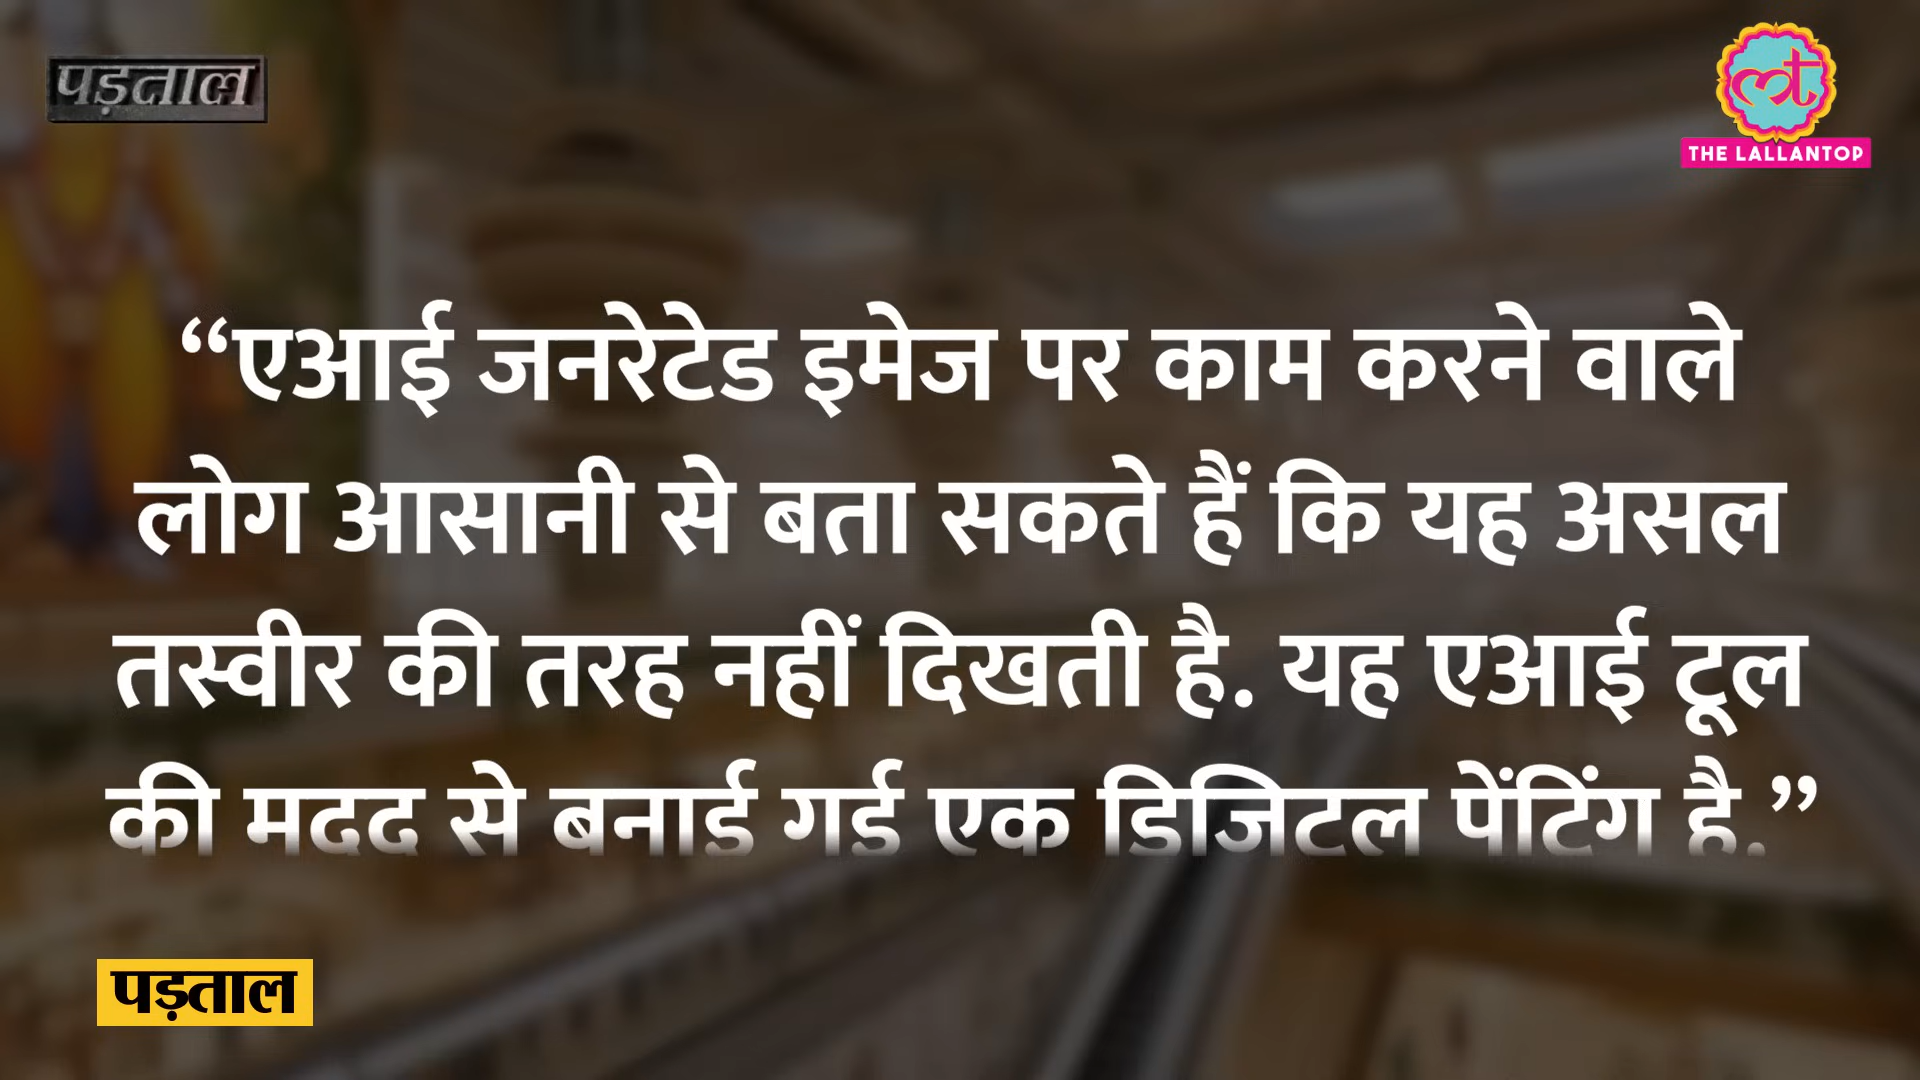 पड़ताल
THE LALLANTOP
“एआई जनरेटेड इमेज पर काम करने वाले
लोग आसानी से बता सकते हैं कि यह असल
तस्वीर की तरह नहीं दिखती है. यह एआई टूल
की मदद से बनाई गई एक डिजिटल पेंटिंग है.”
पड़ताल